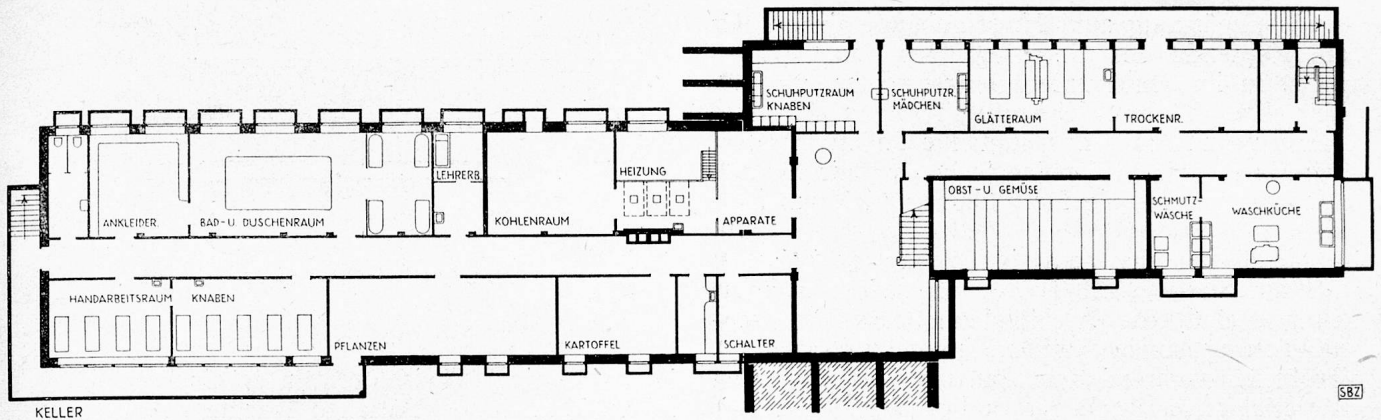 SCHUHPUTZRAUM
KNABEN
SCHUHPUTZR.
MÄDCHEN
GLÄTTERAUM
TROCKENR.
ANKLEIDER.
BAD- U. DUSCHENRAUM
LEHRERB.
KOHLENRAUM
HEIZUNG
APPARATE
OBST- U. GEMÜSE
SCHMUTZ-
WÄSCHE
WASCHKÜCHE
HANDARBEITSRAUM KNABEN
PFLANZEN
KARTOFFEL
SCHALTER
KELLER
SBZ